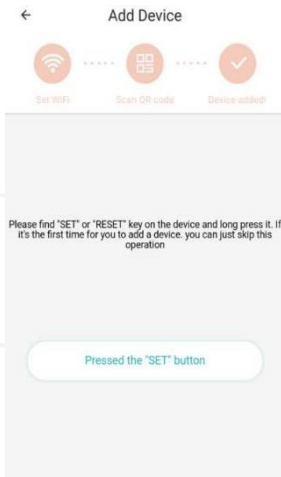 Add Device
Set WiFi Scan QR code Device added!
Please find "SET" or "RESET" key on the device and long press it. If
it's the first time for you to add a device. you can just skip this
operation
Pressed the "SET" button